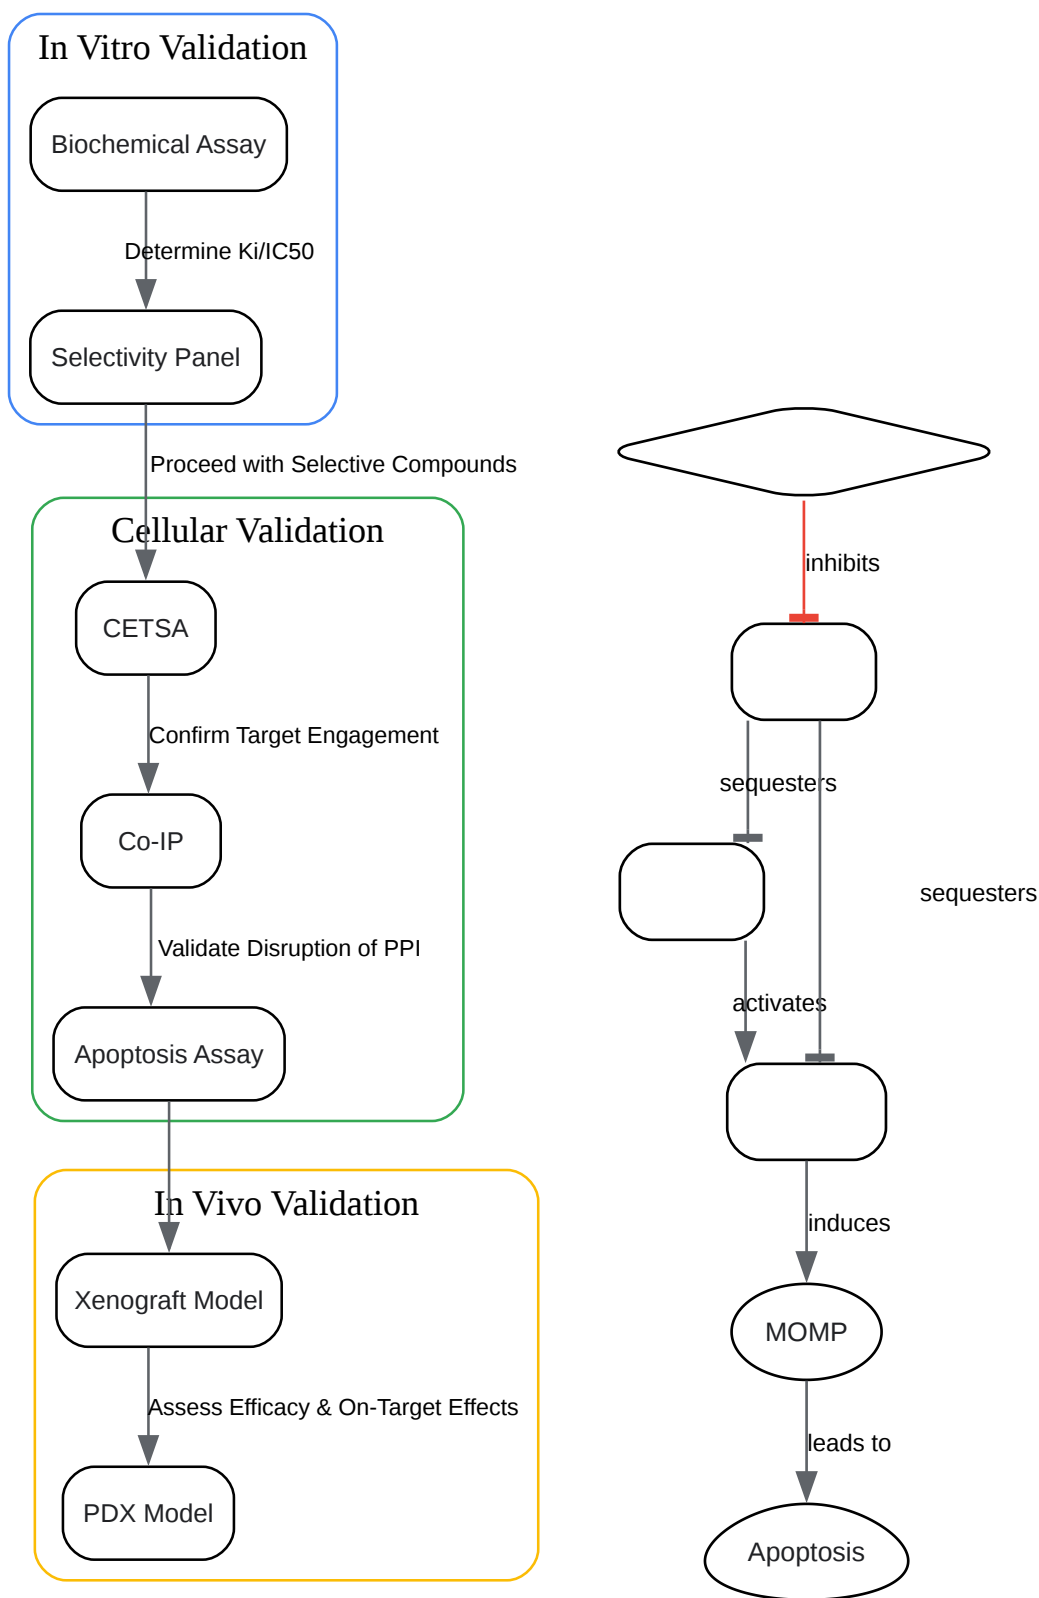 In Vitro Validation
Biochemical Assay
Determine Ki/IC50
Selectivity Panel
Proceed with Selective Compounds
Cellular Validation
CETSA
Confirm Target Engagement
Co-IP
Validate Disruption of PPI
Apoptosis Assay
In Vivo Validation
Xenograft Model
Assess Efficacy & On-Target Effects
PDX Model
inhibits
sequesters
sequesters
activates
induces
MOMP
leads to
Apoptosis